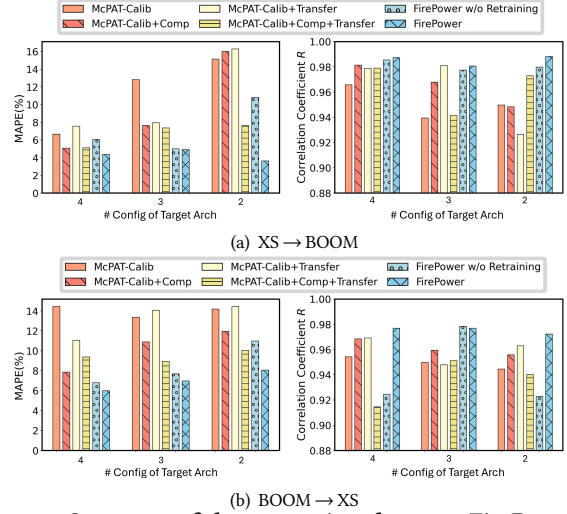 McPAT-Calib McPAT-Calib+Transfer FirePower w/o Retraining
McPAT-Calib+Comp McPAT-Calib+Comp+Transfer FirePower
MAPE(%)
16
14
12
10
8
6
4
2
0
4 3 2
# Config of Target Arch
Correlation Coefficient R
1.00
0.98
0.96
0.94
0.92
0.90
0.88
4 3 2
# Config of Target Arch
(a) XS → BOOM
McPAT-Calib McPAT-Calib+Transfer FirePower w/o Retraining
McPAT-Calib+Comp McPAT-Calib+Comp+Transfer FirePower
MAPE(%)
14
12
10
8
6
4
2
0
4 3 2
# Config of Target Arch
Correlation Coefficient R
1.00
0.98
0.96
0.94
0.92
0.90
0.88
4 3 2
# Config of Target Arch
(b) BOOM → XS